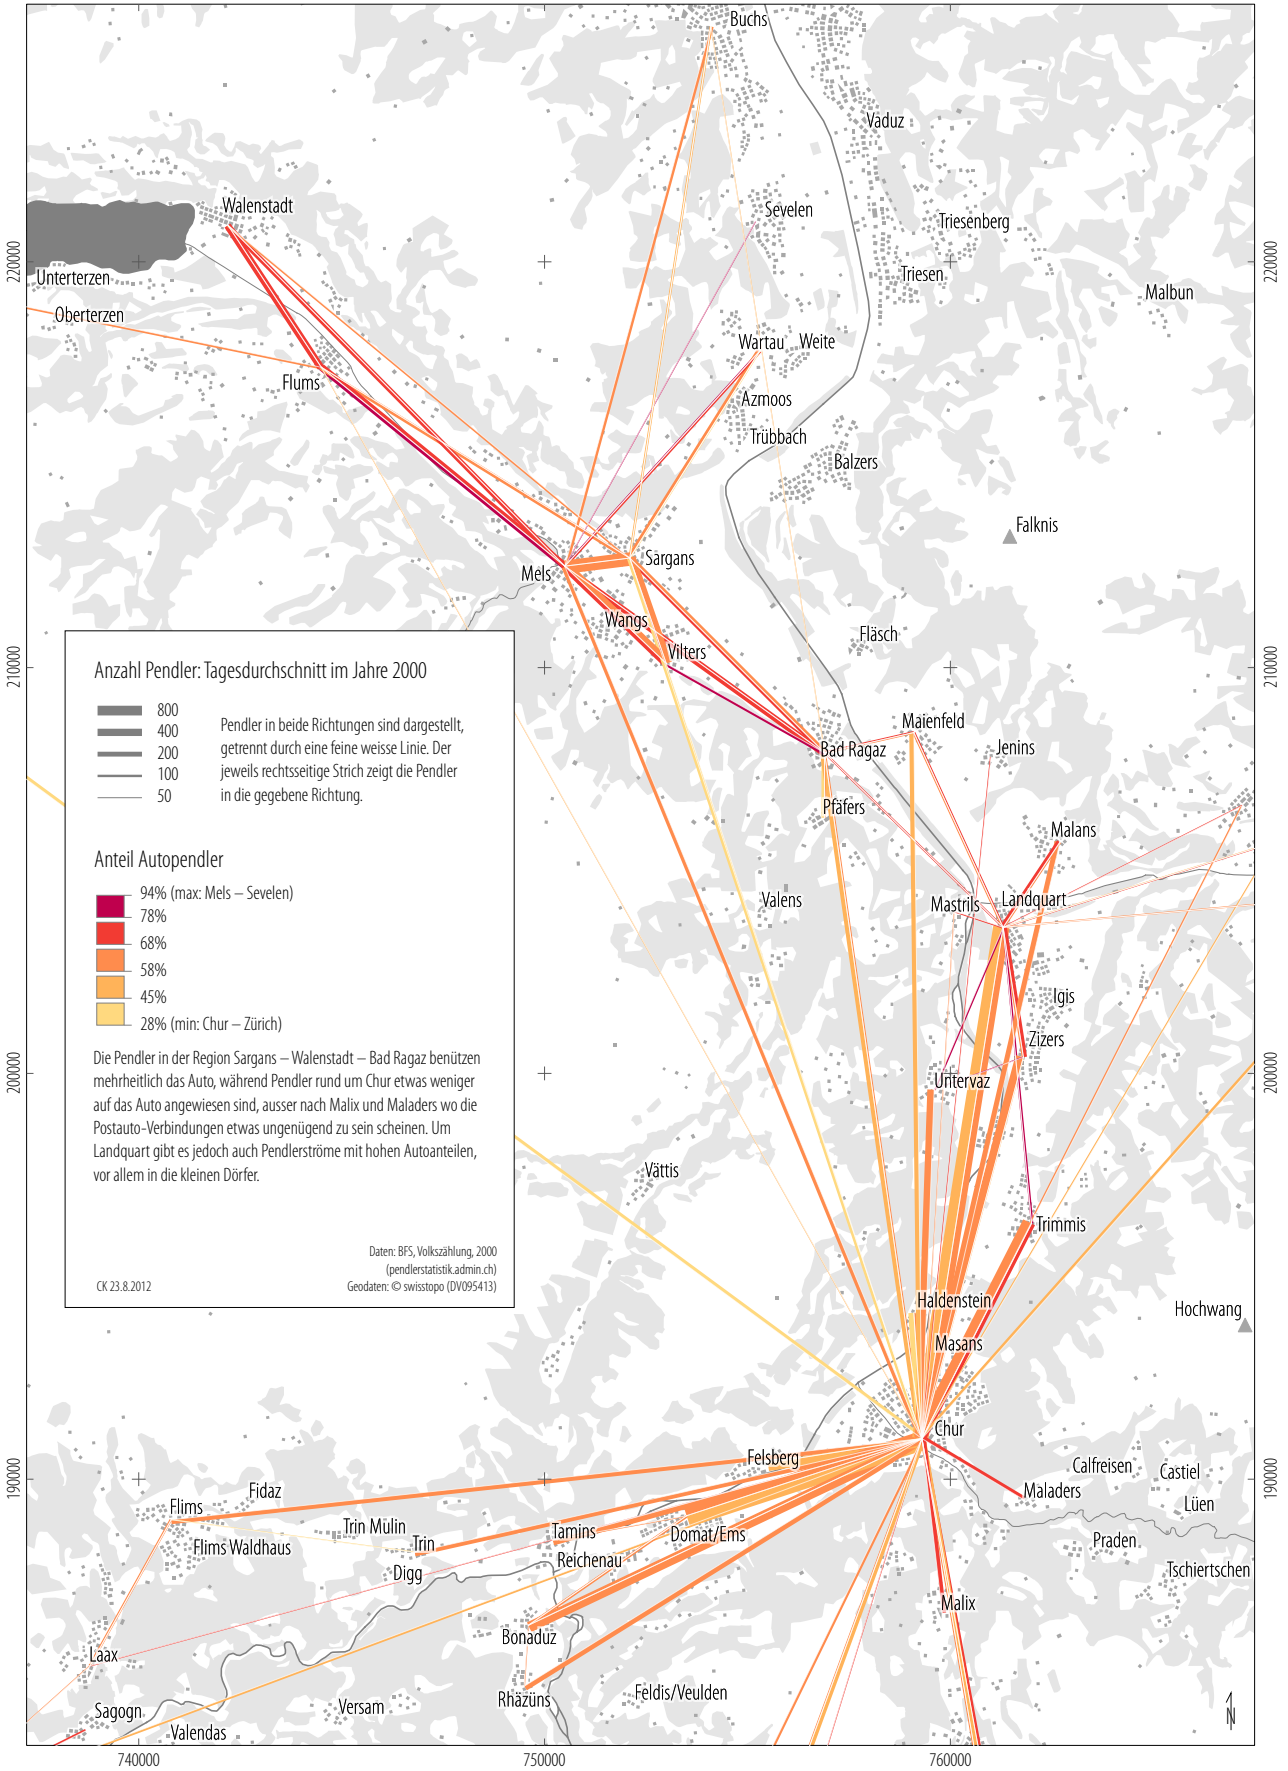 Buchs
Vaduz
Walenstadt
Sevelen
Triesenberg
220000
Unterterzen
Triesen
220000
Malbun
Oberterzen
Wartau
Weite
Flums
Azmoos
Trübbach
Balzers
Falknis
Sargans
Mels
Wangs
Fläsch
Vilters
210000
210000
Anzahl Pendler: Tagesdurchschnitt im Jahre 2000
800
400
200
100
50
Pendler in beide Richtungen sind dargestellt,
getrennt durch eine feine weisse Linie. Der
jeweils rechtsseitige Strich zeigt die Pendler
in die gegebene Richtung.
Maienfeld
Bad Ragaz
Jenins
Pfäfers
Malans
Anteil Autopendler
94% (max: Mels – Sevelen)
78%
68%
58%
45%
28% (min: Chur – Zürich)
Valens
Mastrils
Landquart
Igis
Zizers
Die Pendler in der Region Sargans – Walenstadt – Bad Ragaz benützen
mehrheitlich das Auto, während Pendler rund um Chur etwas weniger
auf das Auto angewiesen sind, ausser nach Malix und Maladers wo die
Postauto-Verbindungen etwas ungenügend zu sein scheinen. Um
Landquart gibt es jedoch auch Pendlerströme mit hohen Autoanteilen,
vor allem in die kleinen Dörfer.
200000
200000
Untervaz
Vättis
Trimmis
Daten: BFS, Volkszählung, 2000
(pendlerstatistik.admin.ch)
CK 23.8.2012
Geodaten: © swisstopo (DV095413)
Haldenstein
Hochwang
Masans
Chur
Felsberg
190000
190000
Calfreisen
Castiel
Fidaz
Maladers
Lüen
Flims
Trin Mulin
Tamins
Domat/Ems
Flims Waldhaus
Trin
Praden
Reichenau
Digg
Tschiertschen
Malix
Bonaduz
Laax
Rhäzüns
Feldis/Veulden
Sagogn
Versam
Valendas
N
740000
750000
760000